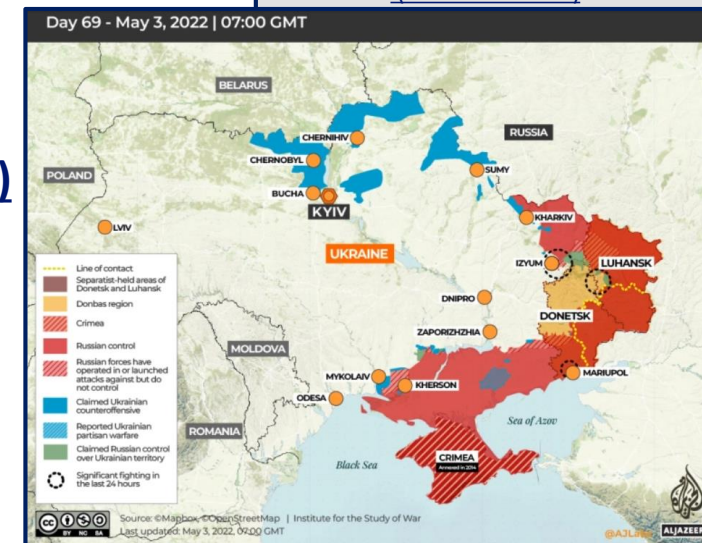 )
Day 69 - May 3, 2022 | 07:00 GMT
BELARUS
CHERNIHIV
RUSSIA
CHERNOBYL
POLAND
SUMY
BUCHA
KYIV
LVIV
KHARKIV
UKRAINE
IZYUM
LUHANSK
Line of contact
Separatist-held areas of
Donetsk and Luhansk
Donbas region
Crimea
Russian control
Russian forces have
operated in or launched
attacks against but do
not control
Claimed Ukrainian
counteroffensive
Reported Ukrainian
partisan warfare
Claimed Russian control
over Ukrainian territory
Significant fighting in
the last 24 hours
DNIPRO
DONETSK
ZAPORIZHZHIA
MOLDOVA
MYKOLAIV
KHERSON
MARIUPOL
ODESA
ROMANIA
Sea of Azov
CRIMEA
Annexed in 2014
Black Sea
CC BY NC SA
Source: ©Mapbox, ©OpenStreetMap | Institute for the Study of War
Last updated: May 3, 2022, 07:00 GMT
ALJAZEER